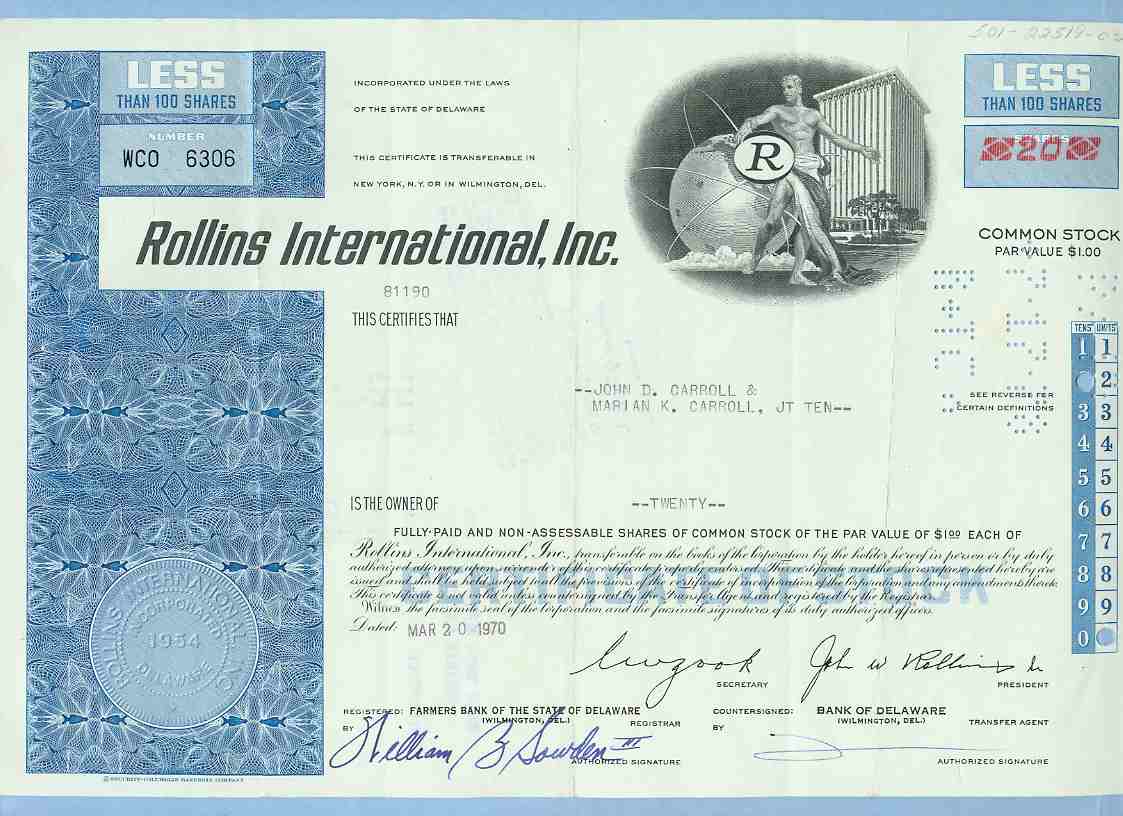 501-22519-0
LESS
THAN 100 SHARES
NUMBER
WCO 6306
INCORPORATED UNDER THE LAWS
OF THE STATE OF DELAWARE
THIS CERTIFICATE IS TRANSFERABLE IN
NEW YORK, N.Y. OR IN WILMINGTON, DEL.
R
LESS
THAN 100 SHARES
SHARES
20
Rollins International, Inc.
COMMON STOCK
PAR VALUE $1.00
81190
THIS CERTIFIES THAT
--JOHN D. CARROLL &
MARIAN K. CARROLL, JT TEN--
SEE REVERSE FOR
CERTAIN DEFINITIONS
TENS UNITS
1 1
2
3 3
4 4
5 5
6 6
7 7
8 8
9 9
0
IS THE OWNER OF --TWENTY--
FULLY-PAID AND NON-ASSESSABLE SHARES OF COMMON STOCK OF THE PAR VALUE OF $1.00 EACH OF
Rollins International, Inc., transferable on the books of the Corporation by the holder hereof in person or by duly
authorized attorney upon surrender of this certificate properly endorsed. This certificate and the shares represented hereby are
issued and shall be held subject to all the provisions of the certificate of incorporation of the Corporation and any amendments thereto.
This certificate is not valid unless countersigned by the Transfer Agent and registered by the Registrar.
Witness the facsimile seal of the Corporation and the facsimile signatures of its duly authorized officers.
Dated: MAR 20 1970
ROLLINS INTERNATIONAL, INC.
INCORPORATED
1954
DELAWARE
SECRETARY
John W Rollins Jr
PRESIDENT
REGISTERED: FARMERS BANK OF THE STATE OF DELAWARE
(WILMINGTON, DEL.)
REGISTRAR
BY William B Sowden III
AUTHORIZED SIGNATURE
COUNTERSIGNED: BANK OF DELAWARE
(WILMINGTON, DEL.)
TRANSFER AGENT
BY
AUTHORIZED SIGNATURE
© SECURITY-COLUMBIAN BANKNOTE COMPANY